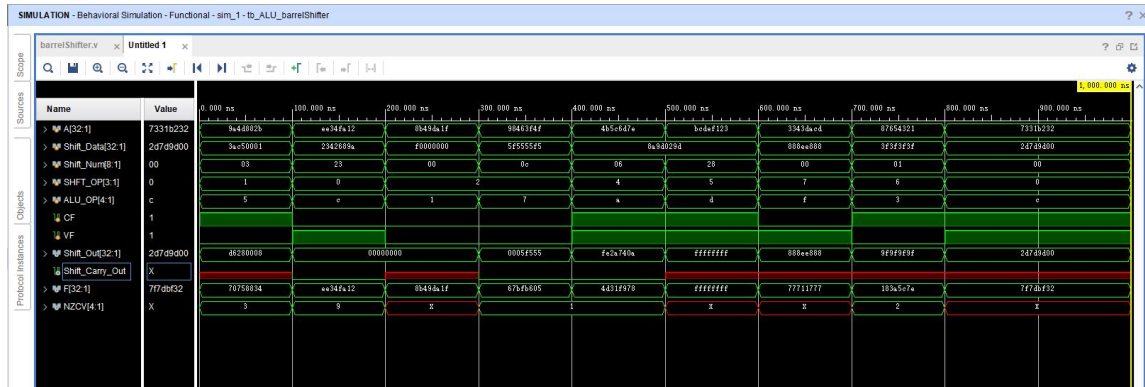 SIMULATION - Behavioral Simulation - Functional - sim_1 - tb_ALU_barrelShifter
barrelShifter.v Untitled 1
Scope
Sources
Objects
Protocol Instances
1,000.000 ns
Name Value 0.000 ns 100.000 ns 200.000 ns 300.000 ns 400.000 ns 500.000 ns 600.000 ns 700.000 ns 800.000 ns 900.000 ns
A[32:1] 7331b232 9a4d882b ee34fa12 8b49da1f 98463f4f 4b5c6d7e bcdef123 3343dacd 87654321 7331b232
Shift_Data[32:1] 2d7d9d00 3ac50001 2342689a f0000000 5f5555f5 8a9d029d 888ee888 3f3f3f3f 2d7d9d00
Shift_Num[8:1] 00 03 23 00 0c 06 28 00 01 00
SHFT_OP[3:1] 0 1 0 2 4 5 7 6 0
ALU_OP[4:1] c 5 c 1 7 a d f 3 c
CF 1
VF 1
Shift_Out[32:1] 2d7d9d00 d6280008 00000000 0005f555 fe2a740a ffffffff 888ee888 9f9f9f9f 2d7d9d00
Shift_Carry_Out X
F[32:1] 7f7dbf32 70758834 ee34fa12 8b49da1f 67bfb605 4d31f978 ffffffff 77711777 183a5c7e 7f7dbf32
NZCV[4:1] X 3 9 X 1 X X 2 X